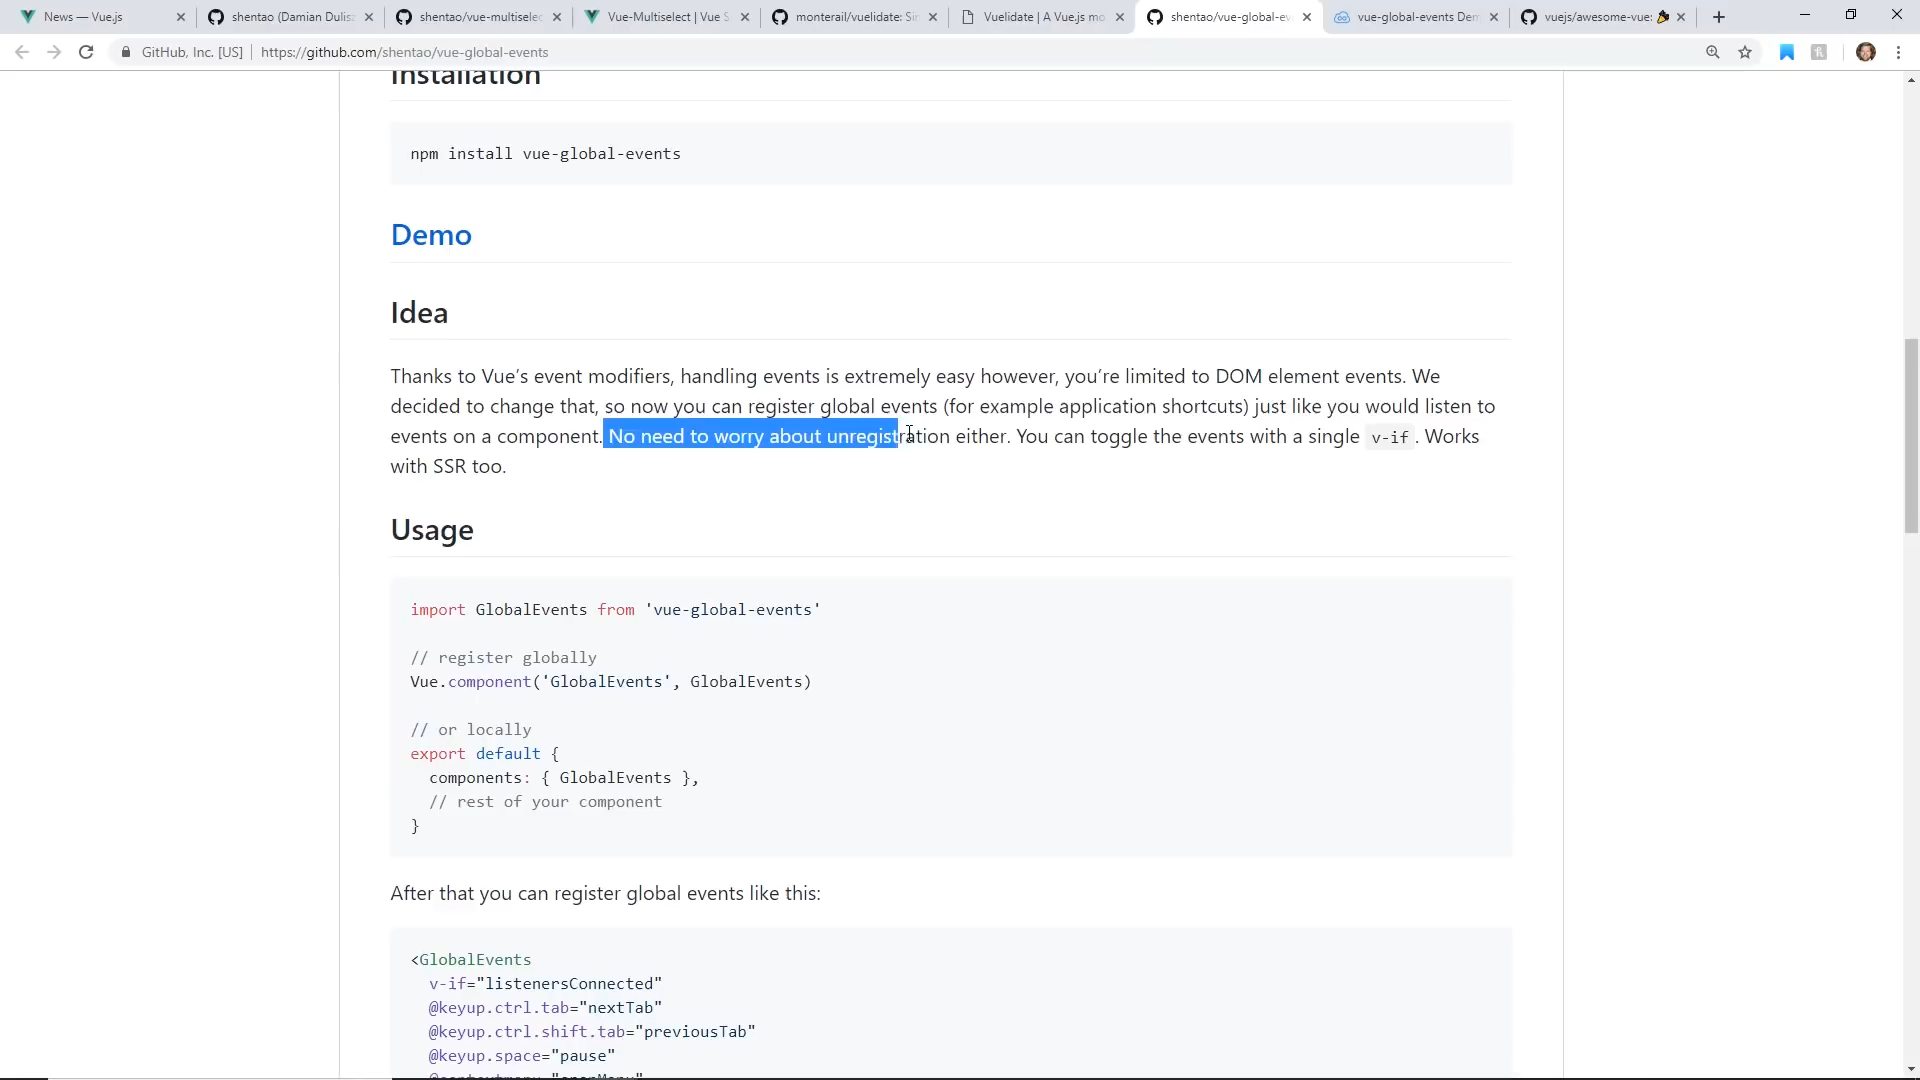 News — Vue.js
shentao (Damian Dulisz
shentao/vue-multiselec
Vue-Multiselect | Vue S
monterail/vuelidate: Sim
Vuelidate | A Vue.js mo
shentao/vue-global-eve
vue-global-events Dem
vuejs/awesome-vue:
GitHub, Inc. [US] | https://github.com/shentao/vue-global-events
Installation
npm install vue-global-events
Demo
Idea
Thanks to Vue’s event modifiers, handling events is extremely easy however, you’re limited to DOM element events. We
decided to change that, so now you can register global events (for example application shortcuts) just like you would listen to
events on a component. No need to worry about unregistration either. You can toggle the events with a single v-if . Works
with SSR too.
Usage
import GlobalEvents from 'vue-global-events'
// register globally
Vue.component('GlobalEvents', GlobalEvents)
// or locally
export default {
components: { GlobalEvents },
// rest of your component
}
After that you can register global events like this:
<GlobalEvents
v-if="listenersConnected"
@keyup.ctrl.tab="nextTab"
@keyup.ctrl.shift.tab="previousTab"
@keyup.space="pause"